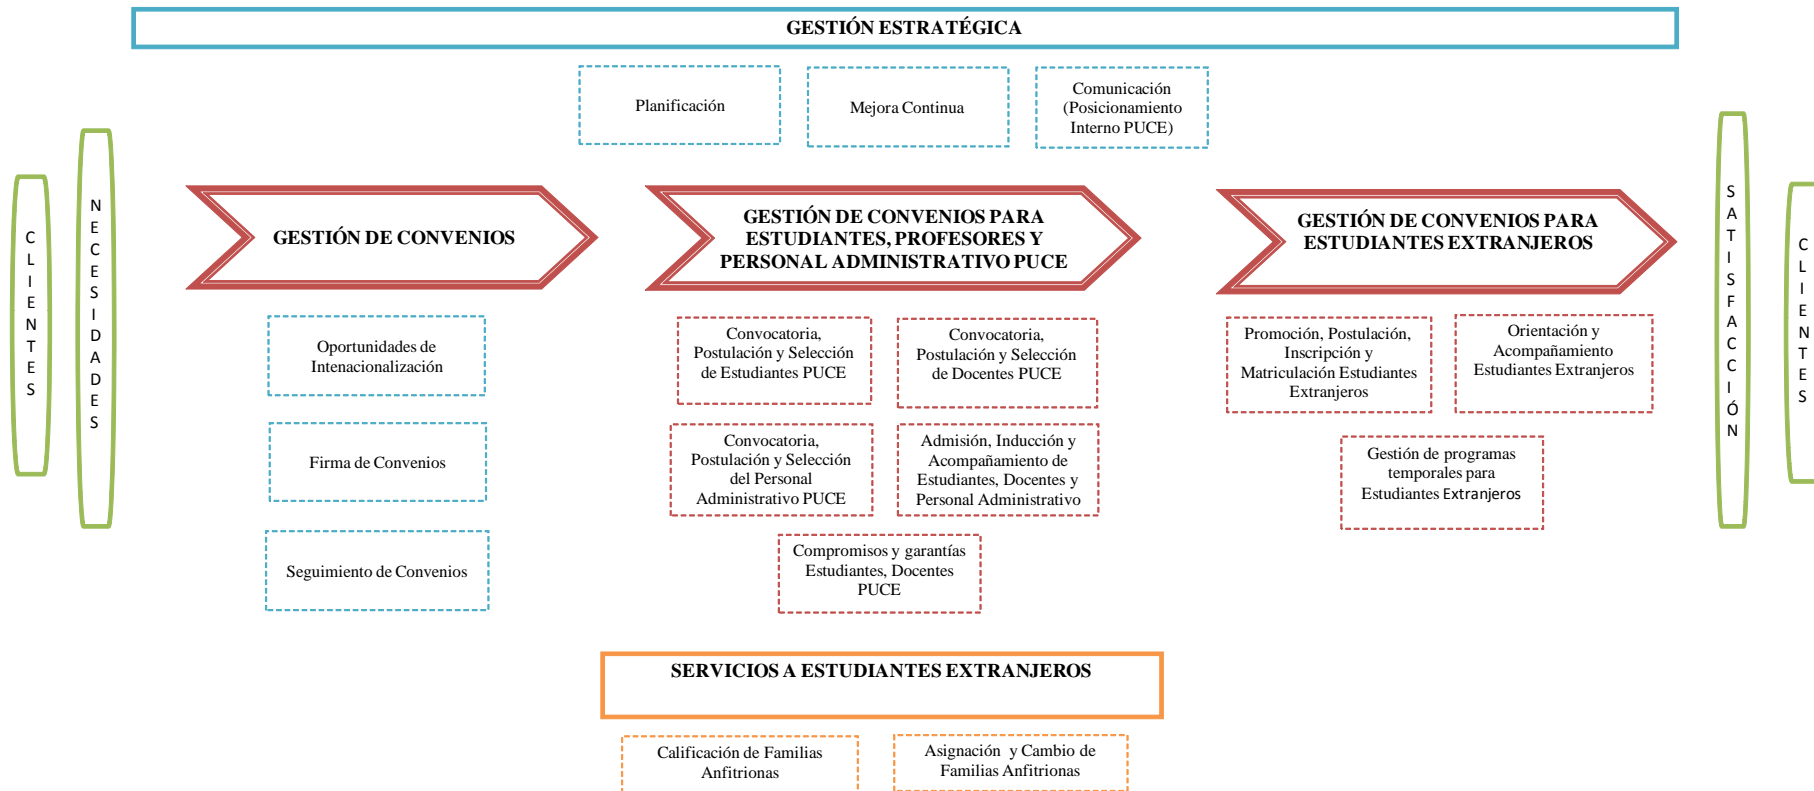 GESTIÓN ESTRATÉGICA
Planificación
Mejora Continua
Comunicación
(Posicionamiento
Interno PUCE)
CLIENTES
NECESIDADES
GESTIÓN DE CONVENIOS
GESTIÓN DE CONVENIOS PARA
ESTUDIANTES, PROFESORES Y
PERSONAL ADMINISTRATIVO PUCE
GESTIÓN DE CONVENIOS PARA
ESTUDIANTES EXTRANJEROS
SATISFACCIÓN
CLIENTES
Oportunidades de
Intenacionalización
Firma de Convenios
Seguimiento de Convenios
Convocatoria,
Postulación y Selección
de Estudiantes PUCE
Convocatoria,
Postulación y Selección
de Docentes PUCE
Convocatoria,
Postulación y Selección
del Personal
Administrativo PUCE
Admisión, Inducción y
Acompañamiento de
Estudiantes, Docentes y
Personal Administrativo
Compromisos y garantías
Estudiantes, Docentes
PUCE
Promoción, Postulación,
Inscripción y
Matriculación Estudiantes
Extranjeros
Orientación y
Acompañamiento
Estudiantes Extranjeros
Gestión de programas
temporales para
Estudiantes Extranjeros
SERVICIOS A ESTUDIANTES EXTRANJEROS
Calificación de Familias
Anfitrionas
Asignación y Cambio de
Familias Anfitrionas